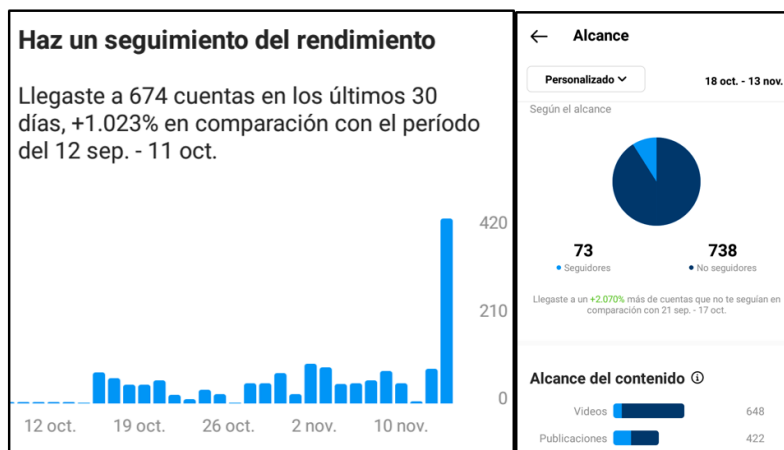 Haz un seguimiento del rendimiento
Llegaste a 674 cuentas en los últimos 30
días, +1.023% en comparación con el período
del 12 sep. - 11 oct.
420
210
0
12 oct. 19 oct. 26 oct. 2 nov. 10 nov.
Alcance
Personalizado 18 oct. - 13 nov.
Según el alcance
73 738
Seguidores No seguidores
Llegaste a un +2.070% más de cuentas que no te seguían en
comparación con 21 sep. - 17 oct.
Alcance del contenido
Videos 648
Publicaciones 422